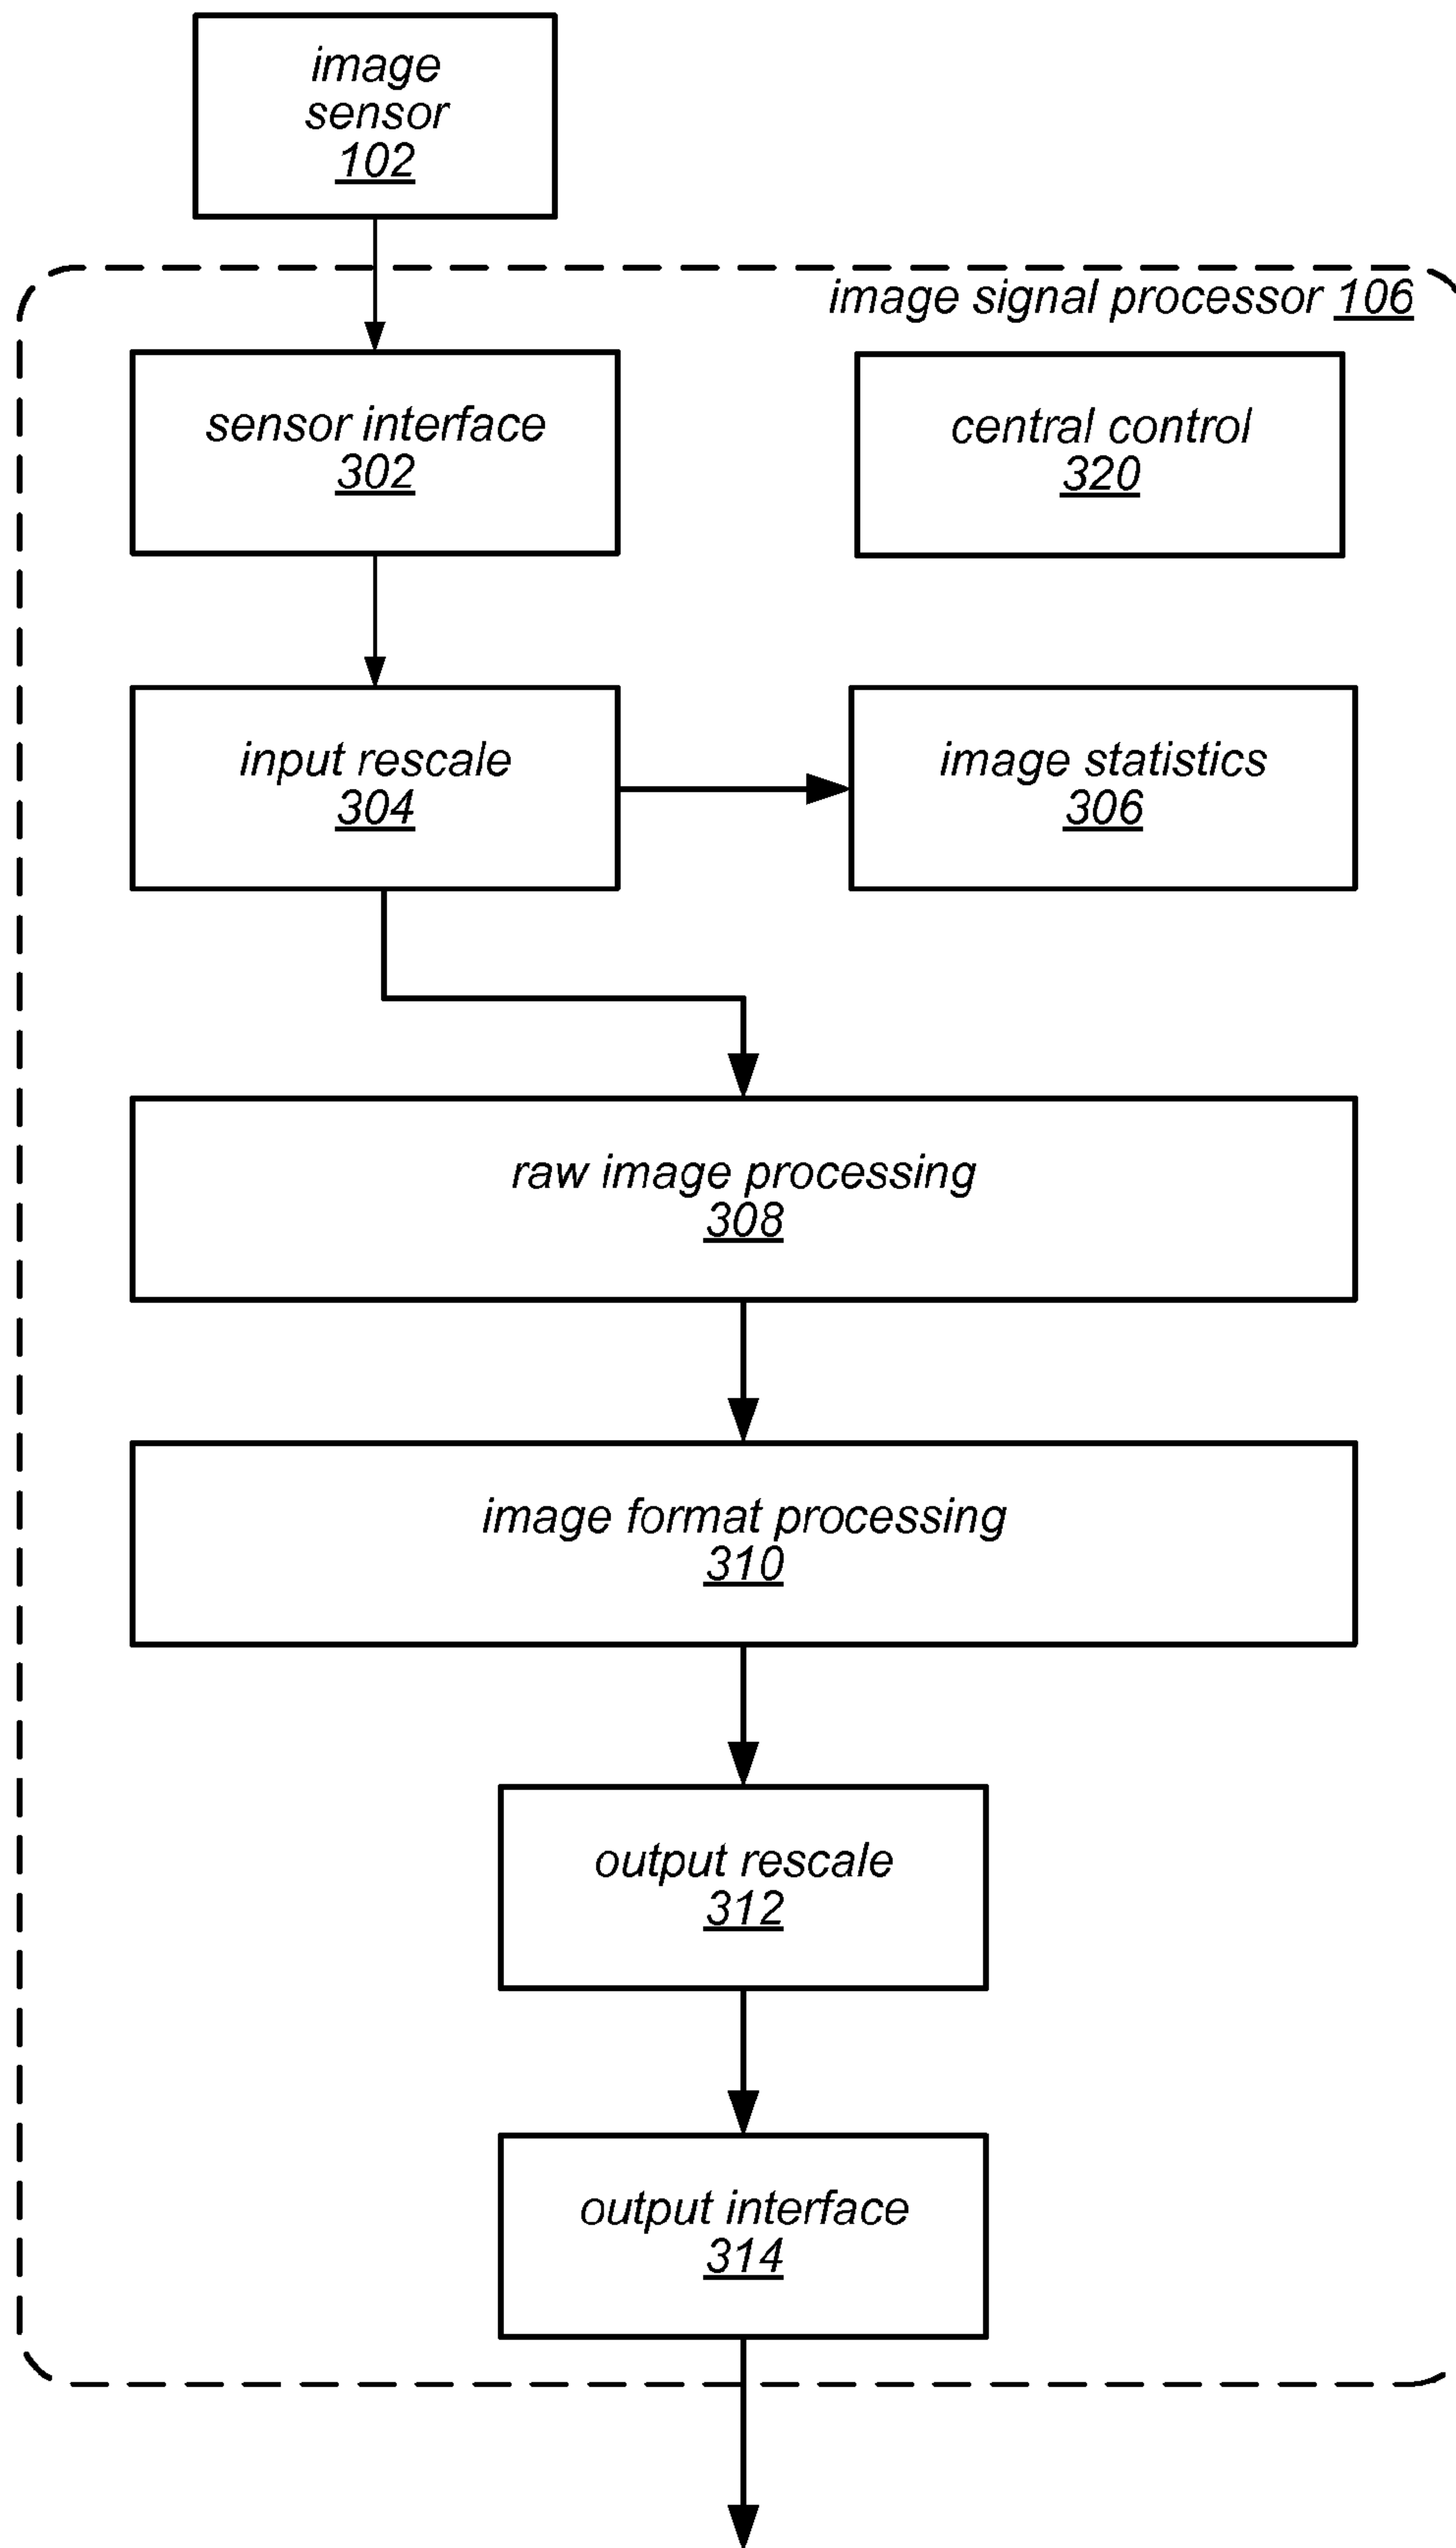 image
sensor
102
image signal processor 106
sensor interface
302
central control
320
input rescale
304
image statistics
306
raw image processing
308
image format processing
310
output rescale
312
output interface
314